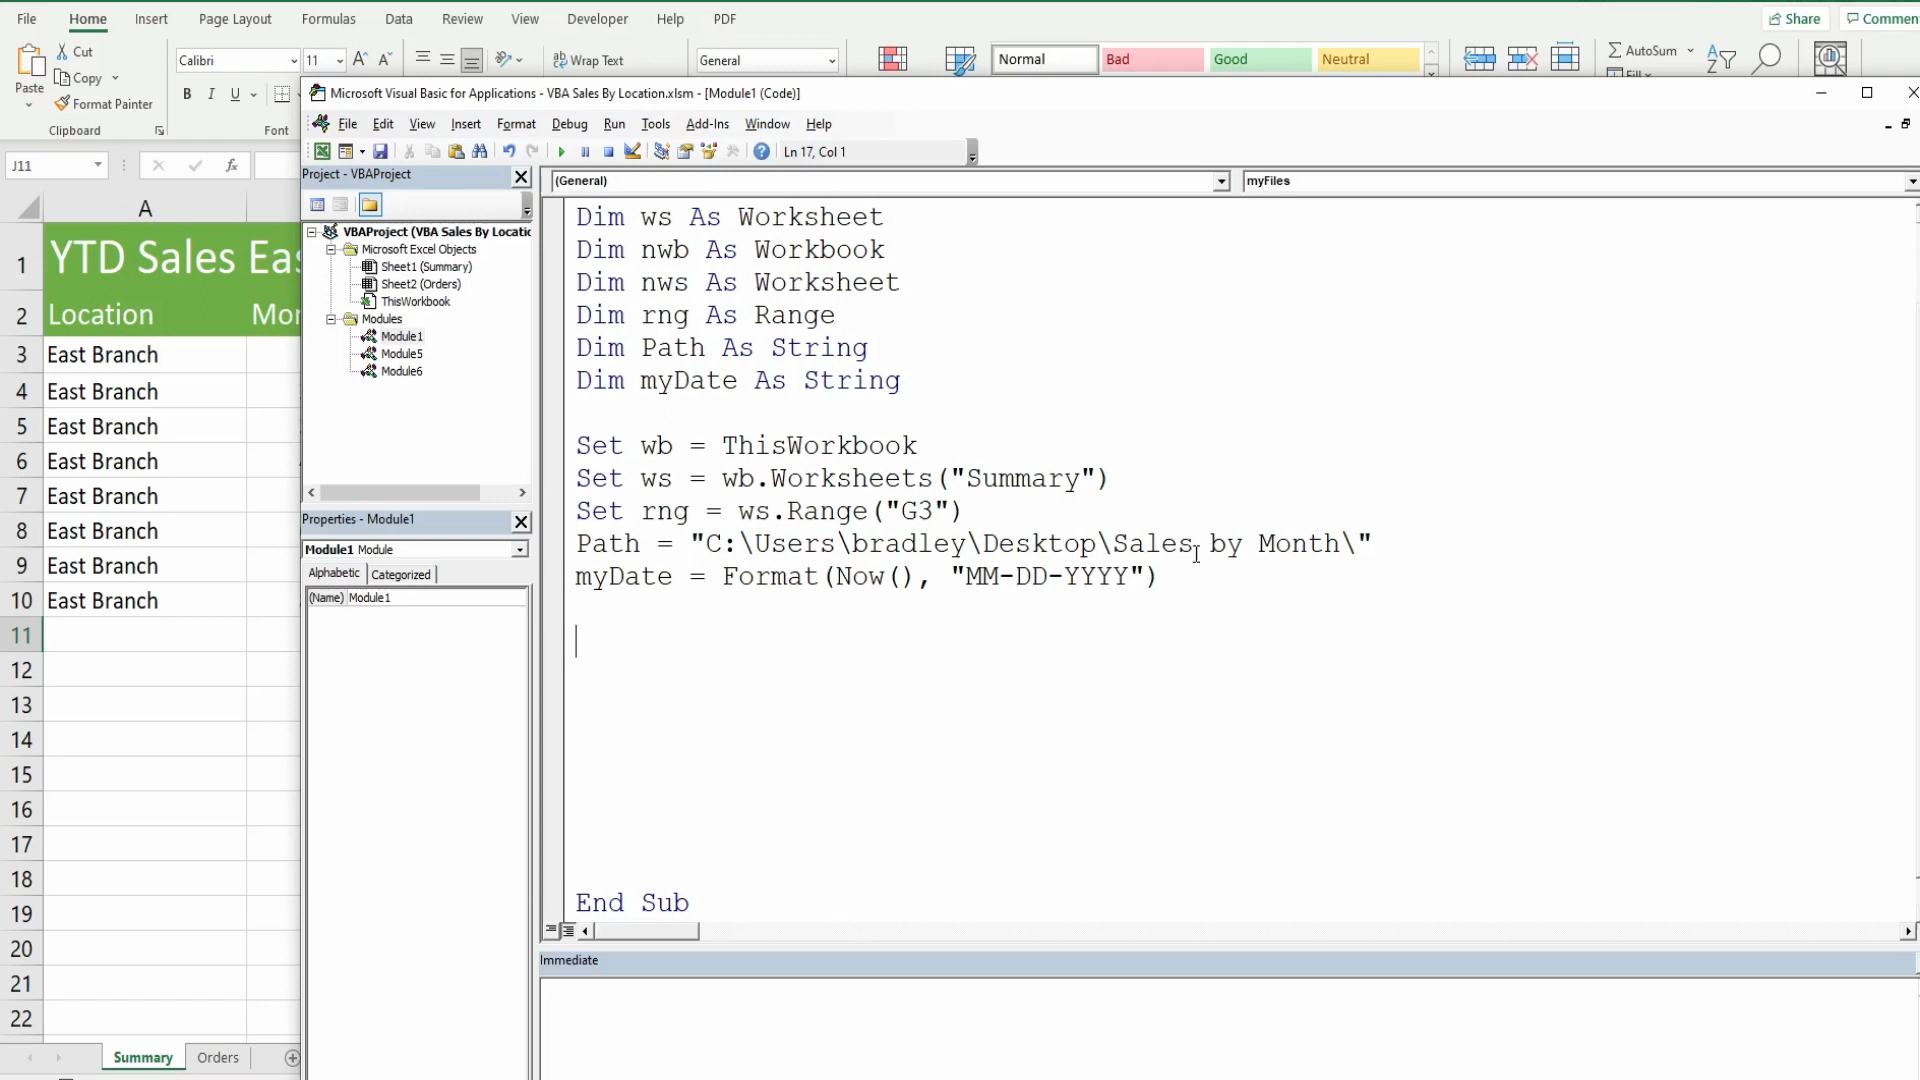 File Home Insert Page Layout Formulas Data Review View Developer Help PDF Share
Cut Calibri 11 Wrap Text General Normal Bad Good Neutral AutoSum
Copy
Paste
Format Painter B I U
Clipboard Font
Microsoft Visual Basic for Applications - VBA Sales By Location.xlsm - [Module1 (Code)]
File Edit View Insert Format Debug Run Tools Add-Ins Window Help
Ln 17, Col 1
J11 fx
Project - VBAProject
(General) myFiles
VBAProject (VBA Sales By Locatio
Microsoft Excel Objects
Sheet1 (Summary)
Sheet2 (Orders)
ThisWorkbook
Modules
Module1
Module5
Module6
Properties - Module1
Module1 Module
Alphabetic Categorized
(Name) Module1
A
1 YTD Sales Eas
2 Location Mon
3 East Branch
4 East Branch
5 East Branch
6 East Branch
7 East Branch
8 East Branch
9 East Branch
10 East Branch
11
12
13
14
15
16
17
18
19
20
21
22
Summary Orders
Dim ws As Worksheet
Dim nwb As Workbook
Dim nws As Worksheet
Dim rng As Range
Dim Path As String
Dim myDate As String
Set wb = ThisWorkbook
Set ws = wb.Worksheets("Summary")
Set rng = ws.Range("G3")
Path = "C:\Users\bradley\Desktop\Sales by Month\"
myDate = Format(Now(), "MM-DD-YYYY")
End Sub
Immediate